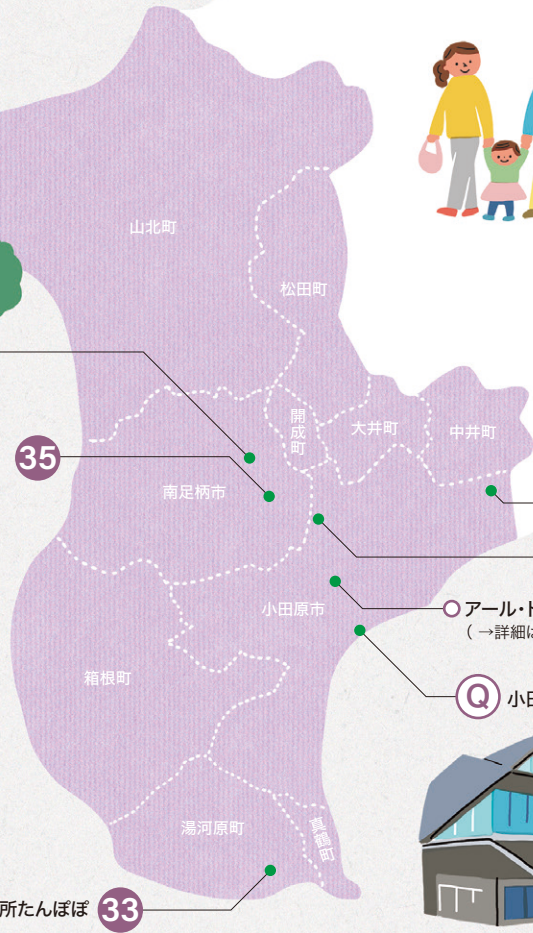 山北町
松田町
開成町
大井町
中井町
35
南足柄市
小田原市
アール・
( →詳細は
箱根町
Q 小田
湯河原町
真鶴町
所たんぽぽ 33